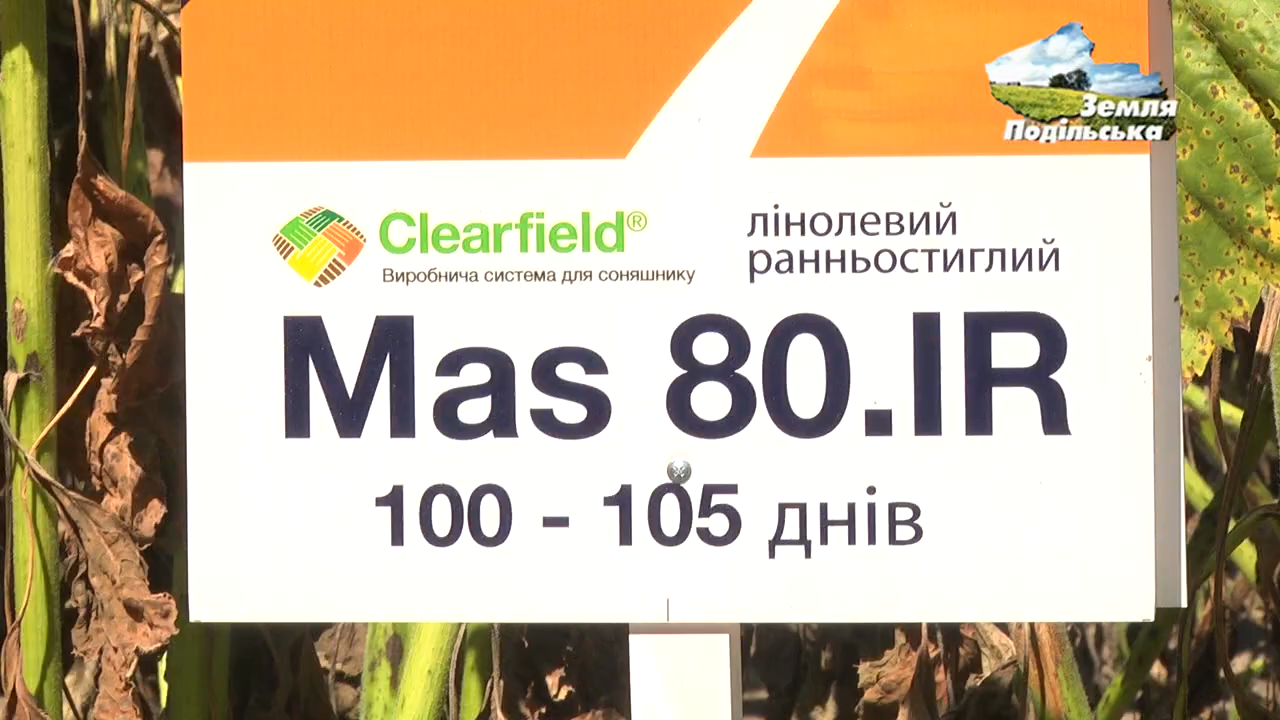 Земля
Подільська
Clearfield®
Виробнича система для соняшнику
лінолевий
ранньостиглий
Mas 80.IR
100 - 105 днів